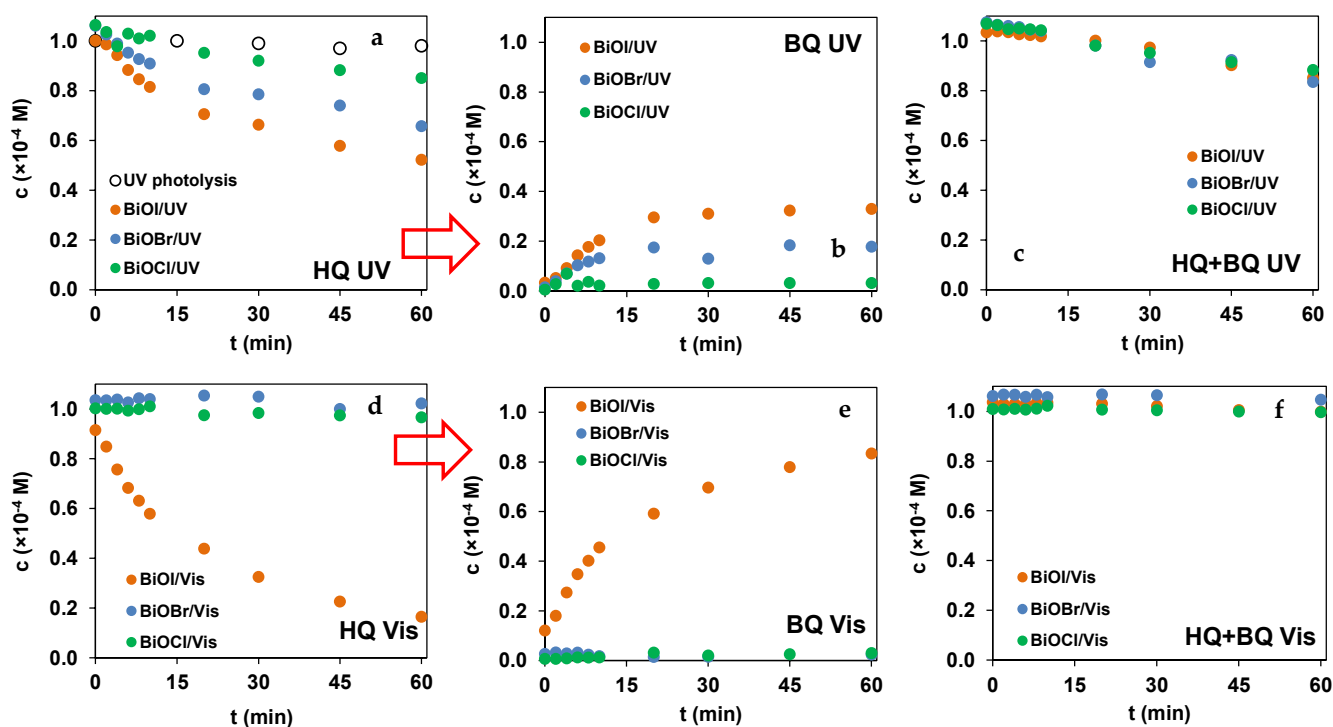 a
c (×10⁻⁴ M)
1.0
0.8
0.6
0.4
0.2
0.0
UV photolysis
BiOI/UV
BiOBr/UV
BiOCl/UV
HQ UV
0 15 30 45 60
t (min)
BQ UV
BiOI/UV
BiOBr/UV
BiOCl/UV
c (×10⁻⁴ M)
1.0
0.8
0.6
0.4
0.2
0.0
b
0 15 30 45 60
t (min)
c (×10⁻⁴ M)
1.0
0.8
0.6
0.4
0.2
0.0
BiOI/UV
BiOBr/UV
BiOCl/UV
c
HQ+BQ UV
0 15 30 45 60
t (min)
d
c (×10⁻⁴ M)
1.0
0.8
0.6
0.4
0.2
0.0
BiOI/Vis
BiOBr/Vis
BiOCl/Vis
HQ Vis
0 15 30 45 60
t (min)
BiOI/Vis
BiOBr/Vis
BiOCl/Vis
e
c (×10⁻⁴ M)
1.0
0.8
0.6
0.4
0.2
0.0
BQ Vis
0 15 30 45 60
t (min)
f
c (×10⁻⁴ M)
1.0
0.8
0.6
0.4
0.2
0.0
BiOI/Vis
BiOBr/Vis
BiOCl/Vis
HQ+BQ Vis
0 15 30 45 60
t (min)